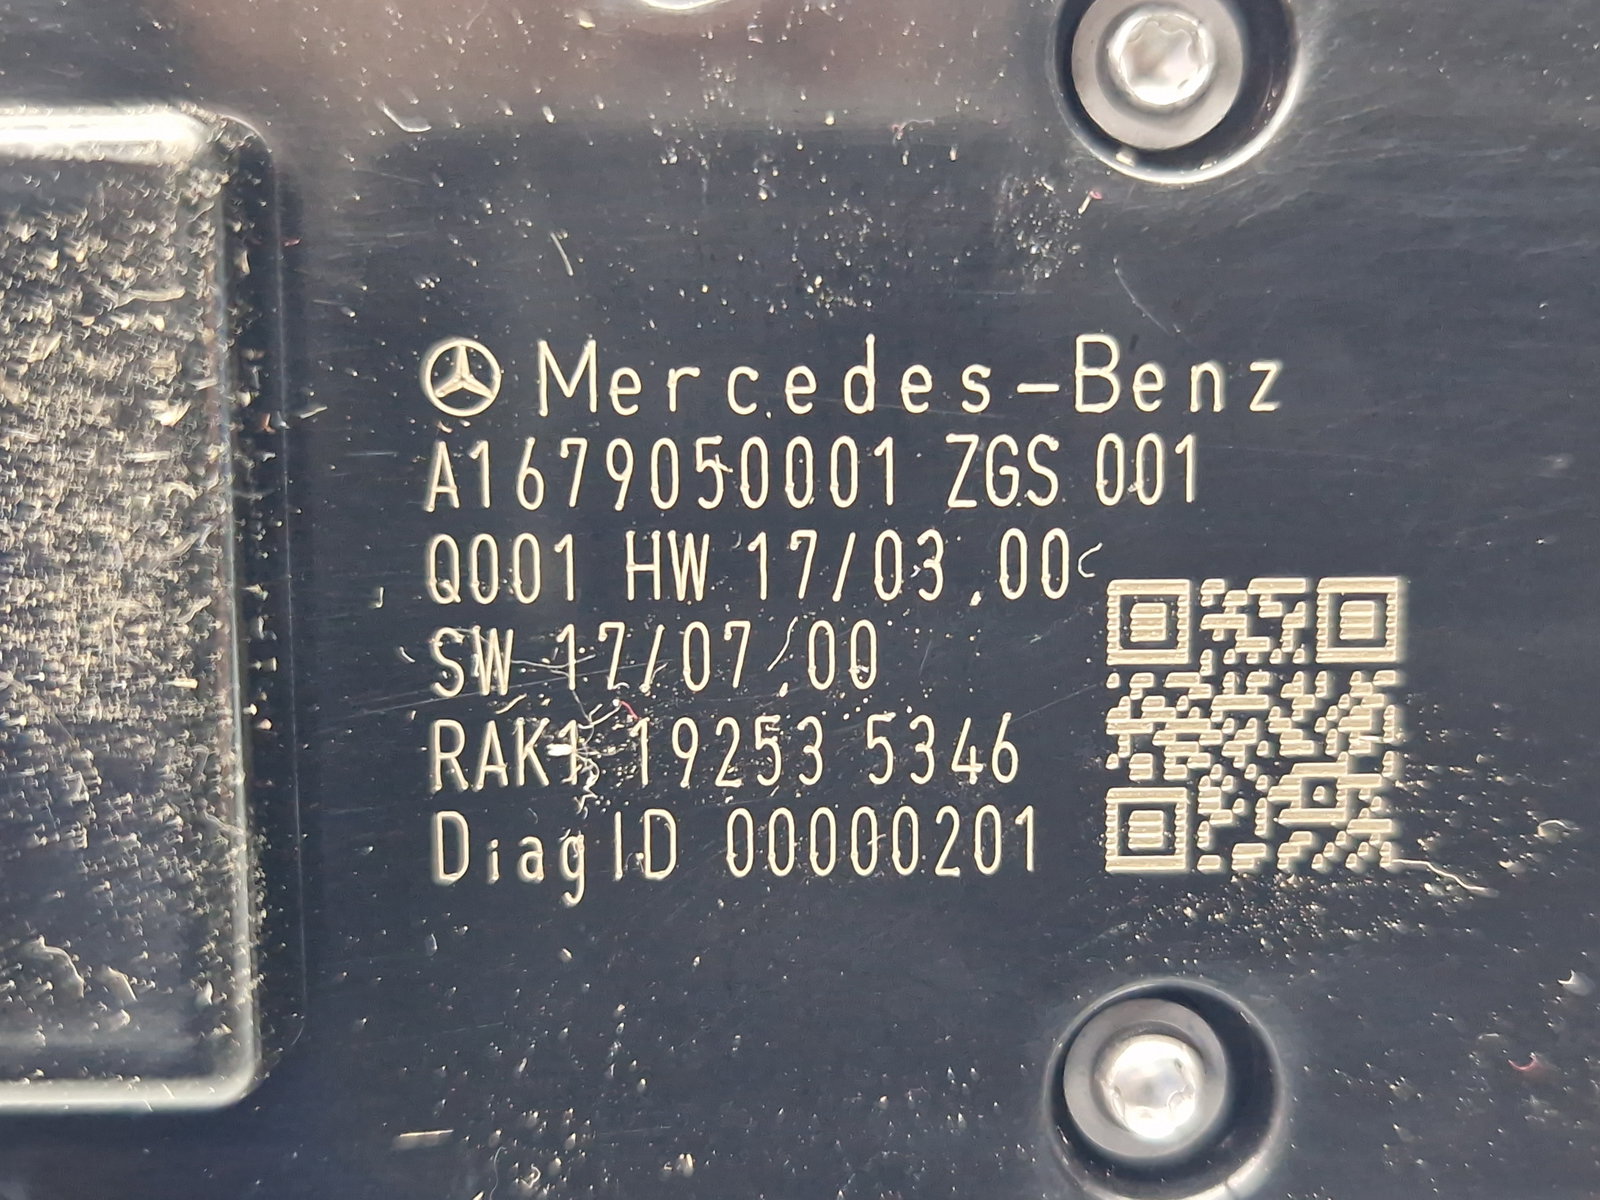 Mercedes-Benz
A1679050001 ZGS 001
Q001 HW 17/03.00
SW 17/07.00
RAK1 19253 5346
Diag ID 00000201